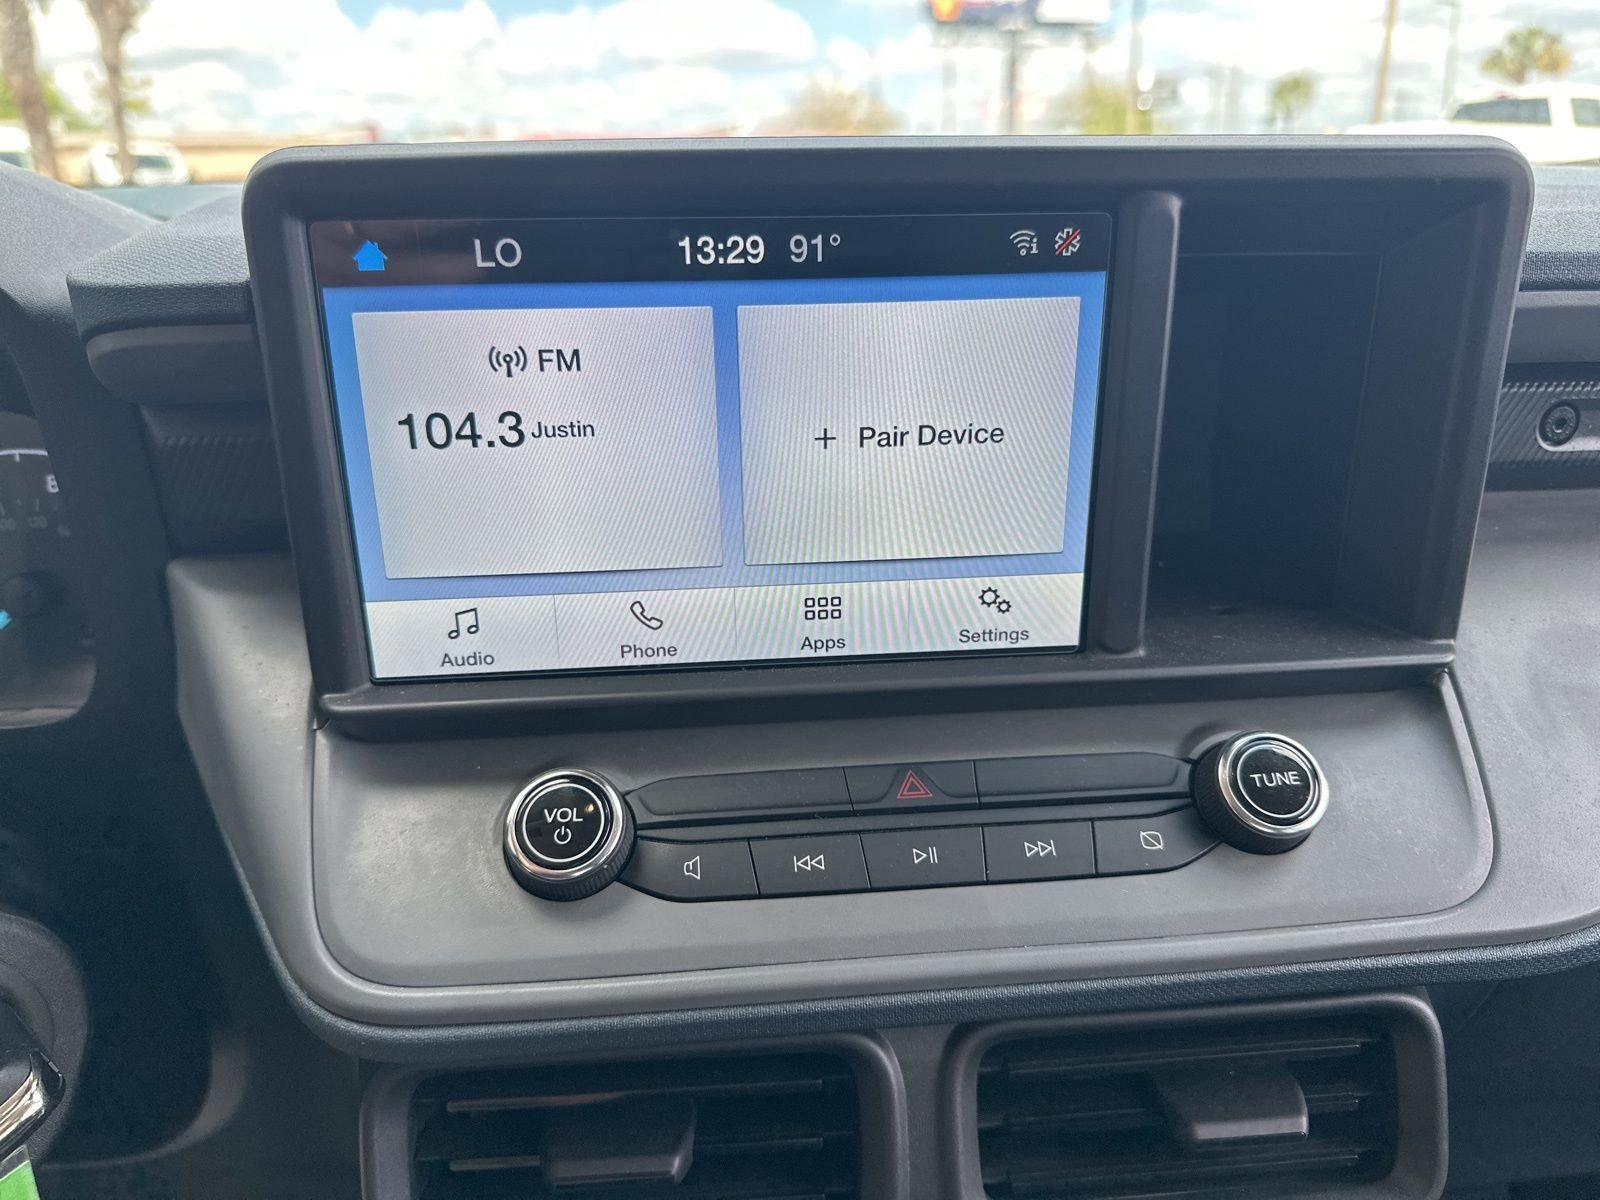 LO 13:29 91°
FM
104.3 Justin
+ Pair Device
Audio Phone Apps Settings
VOL
TUNE